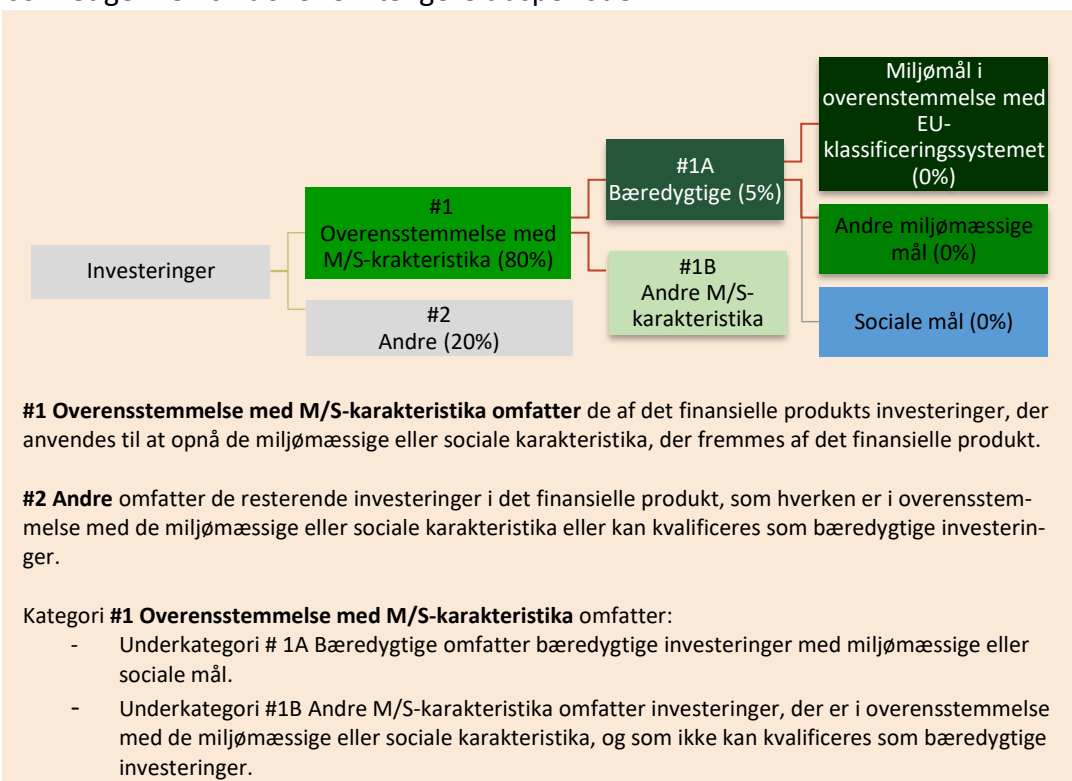 Miljømål i
overenstemmelse med
EU-
klassificeringssystemet
(0%)
#1A
Bæredygtige (5%)
#1
Overensstemmelse med
M/S-krakteristika (80%)
Andre miljømæssige
mål (0%)
Investeringer
#1B
Andre M/S-
karakteristika
#2
Andre (20%)
Sociale mål (0%)
#1 Overensstemmelse med M/S-karakteristika omfatter de af det finansielle produkts investeringer, der
anvendes til at opnå de miljømæssige eller sociale karakteristika, der fremmes af det finansielle produkt.
#2 Andre omfatter de resterende investeringer i det finansielle produkt, som hverken er i overensstem-
melse med de miljømæssige eller sociale karakteristika eller kan kvalificeres som bæredygtige investerin-
ger.
Kategori #1 Overensstemmelse med M/S-karakteristika omfatter:
- Underkategori # 1A Bæredygtige omfatter bæredygtige investeringer med miljømæssige eller
sociale mål.
- Underkategori #1B Andre M/S-karakteristika omfatter investeringer, der er i overensstemmelse
med de miljømæssige eller sociale karakteristika, og som ikke kan kvalificeres som bæredygtige
investeringer.